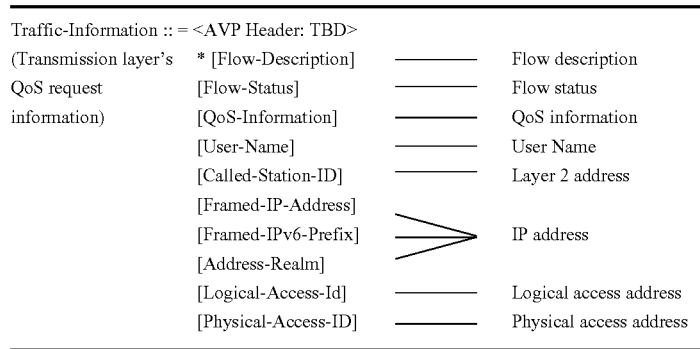 Traffic-Information :: = <AVP Header: TBD>
(Transmission layer's * [Flow-Description] Flow description
QoS request [Flow-Status] Flow status
information) [QoS-Information] QoS information
[User-Name] User Name
[Called-Station-ID] Layer 2 address
[Framed-IP-Address]
[Framed-IPv6-Prefix] IP address
[Address-Realm]
[Logical-Access-Id] Logical access address
[Physical-Access-ID] Physical access address